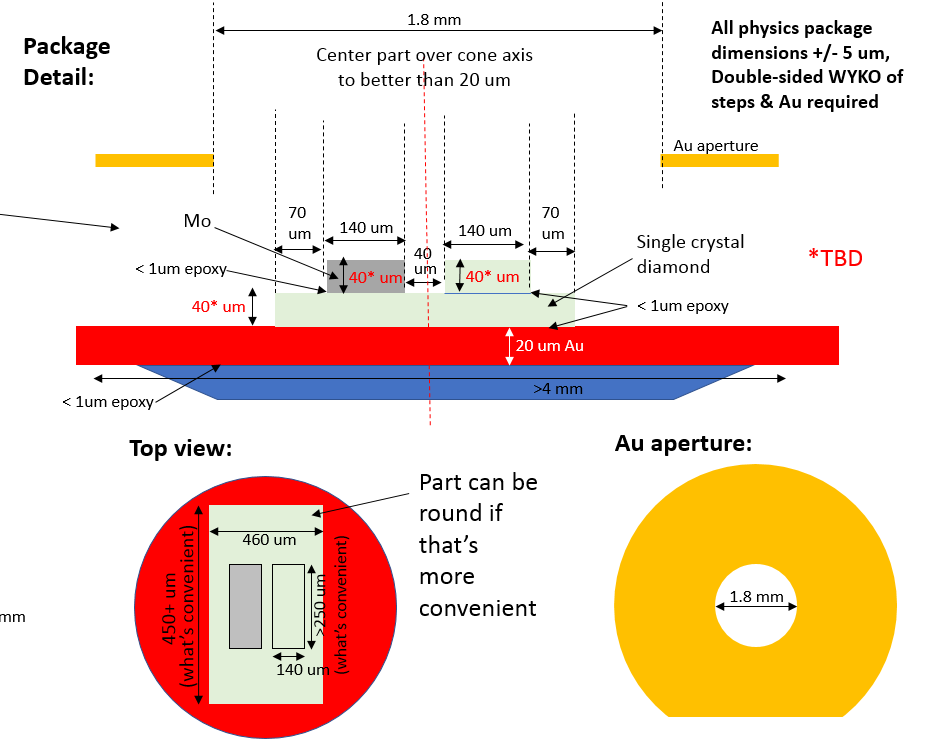 Package
Detail:
1.8 mm
Center part over cone axis
to better than 20 um
All physics package
dimensions +/- 5 um,
Double-sided WYKO of
steps & Au required
Au aperture
Mo
70
um
140 um
40
um
140 um
70
um
Single crystal
diamond
*TBD
< 1um epoxy
40* um
40* um
40* um
< 1um epoxy
20 um Au
>4 mm
< 1um epoxy
Top view:
Au aperture:
Part can be
round if
that's
more
convenient
460 um
450+ um
(what's convenient)
>250 um
(what's convenient)
140 um
1.8 mm
mm